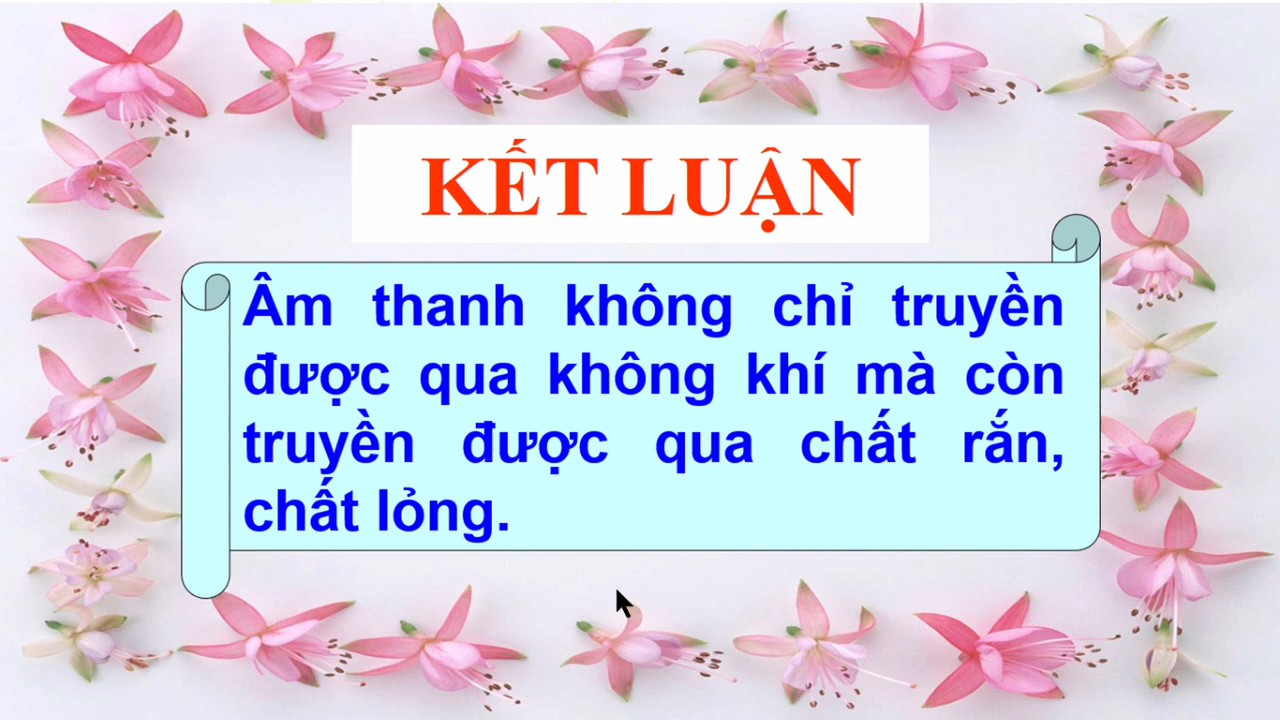 KẾT LUẬN
Âm thanh không chỉ truyền
được qua không khí mà còn
truyền được qua chất rắn,
chất lỏng.